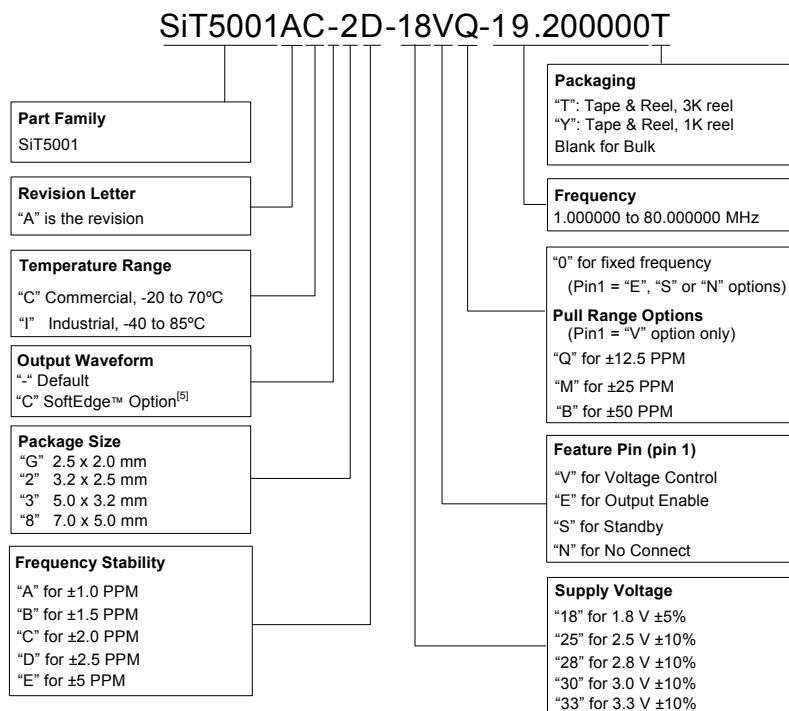 SiT5001AC-2D-18VQ-19.200000T
Part Family
SiT5001
Revision Letter
“A” is the revision
Temperature Range
“C” Commercial, -20 to 70ºC
“I” Industrial, -40 to 85ºC
Output Waveform
“-“ Default
“C” SoftEdge™ Option[5]
Package Size
“G” 2.5 x 2.0 mm
“2” 3.2 x 2.5 mm
“3” 5.0 x 3.2 mm
“8” 7.0 x 5.0 mm
Frequency Stability
“A” for ±1.0 PPM
“B” for ±1.5 PPM
“C” for ±2.0 PPM
“D” for ±2.5 PPM
“E” for ±5 PPM
Packaging
“T”: Tape & Reel, 3K reel
“Y”: Tape & Reel, 1K reel
Blank for Bulk
Frequency
1.000000 to 80.000000 MHz
“0” for fixed frequency
(Pin1 = “E”, “S” or “N” options)
Pull Range Options
(Pin1 = “V” option only)
“Q” for ±12.5 PPM
“M” for ±25 PPM
“B” for ±50 PPM
Feature Pin (pin 1)
“V” for Voltage Control
“E” for Output Enable
“S” for Standby
“N” for No Connect
Supply Voltage
“18” for 1.8 V ±5%
“25” for 2.5 V ±10%
“28” for 2.8 V ±10%
“30” for 3.0 V ±10%
“33” for 3.3 V ±10%